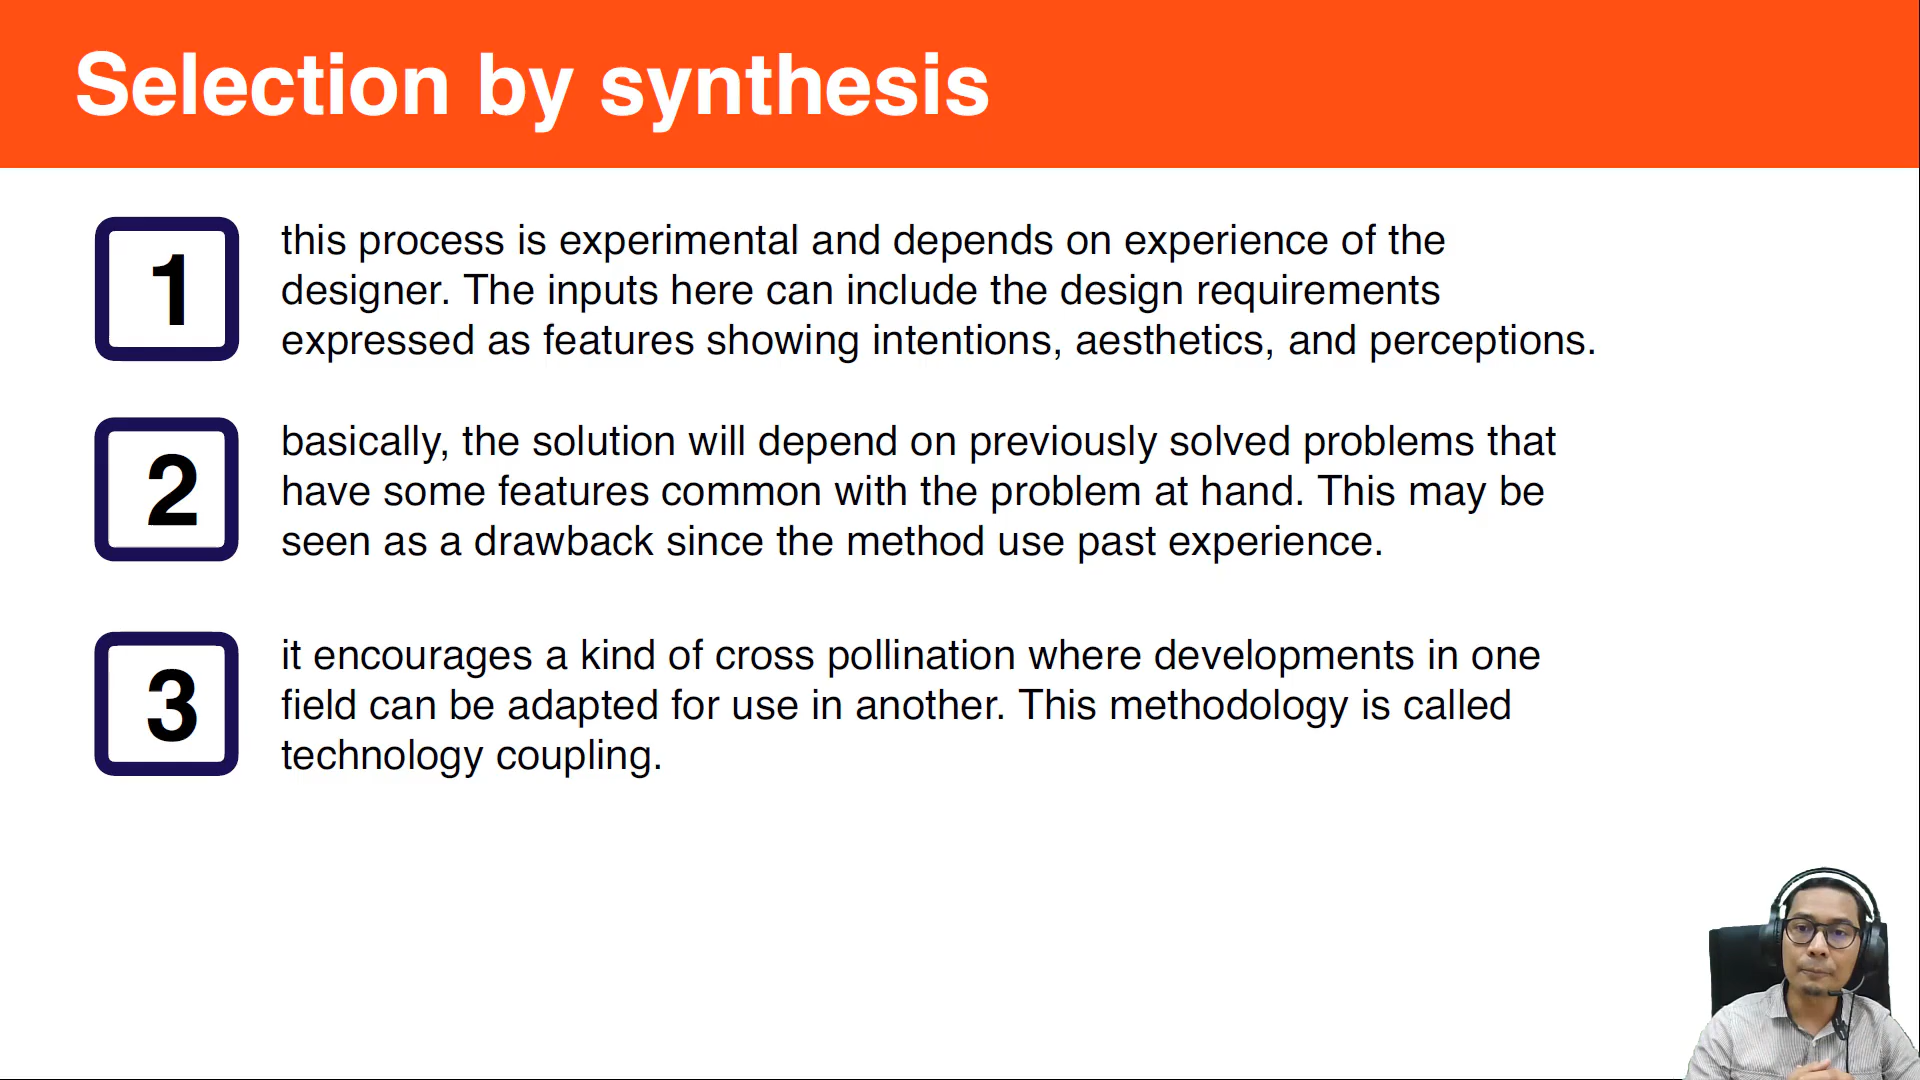 Selection by synthesis
1
this process is experimental and depends on experience of the
designer. The inputs here can include the design requirements
expressed as features showing intentions, aesthetics, and perceptions.
2
basically, the solution will depend on previously solved problems that
have some features common with the problem at hand. This may be
seen as a drawback since the method use past experience.
3
it encourages a kind of cross pollination where developments in one
field can be adapted for use in another. This methodology is called
technology coupling.